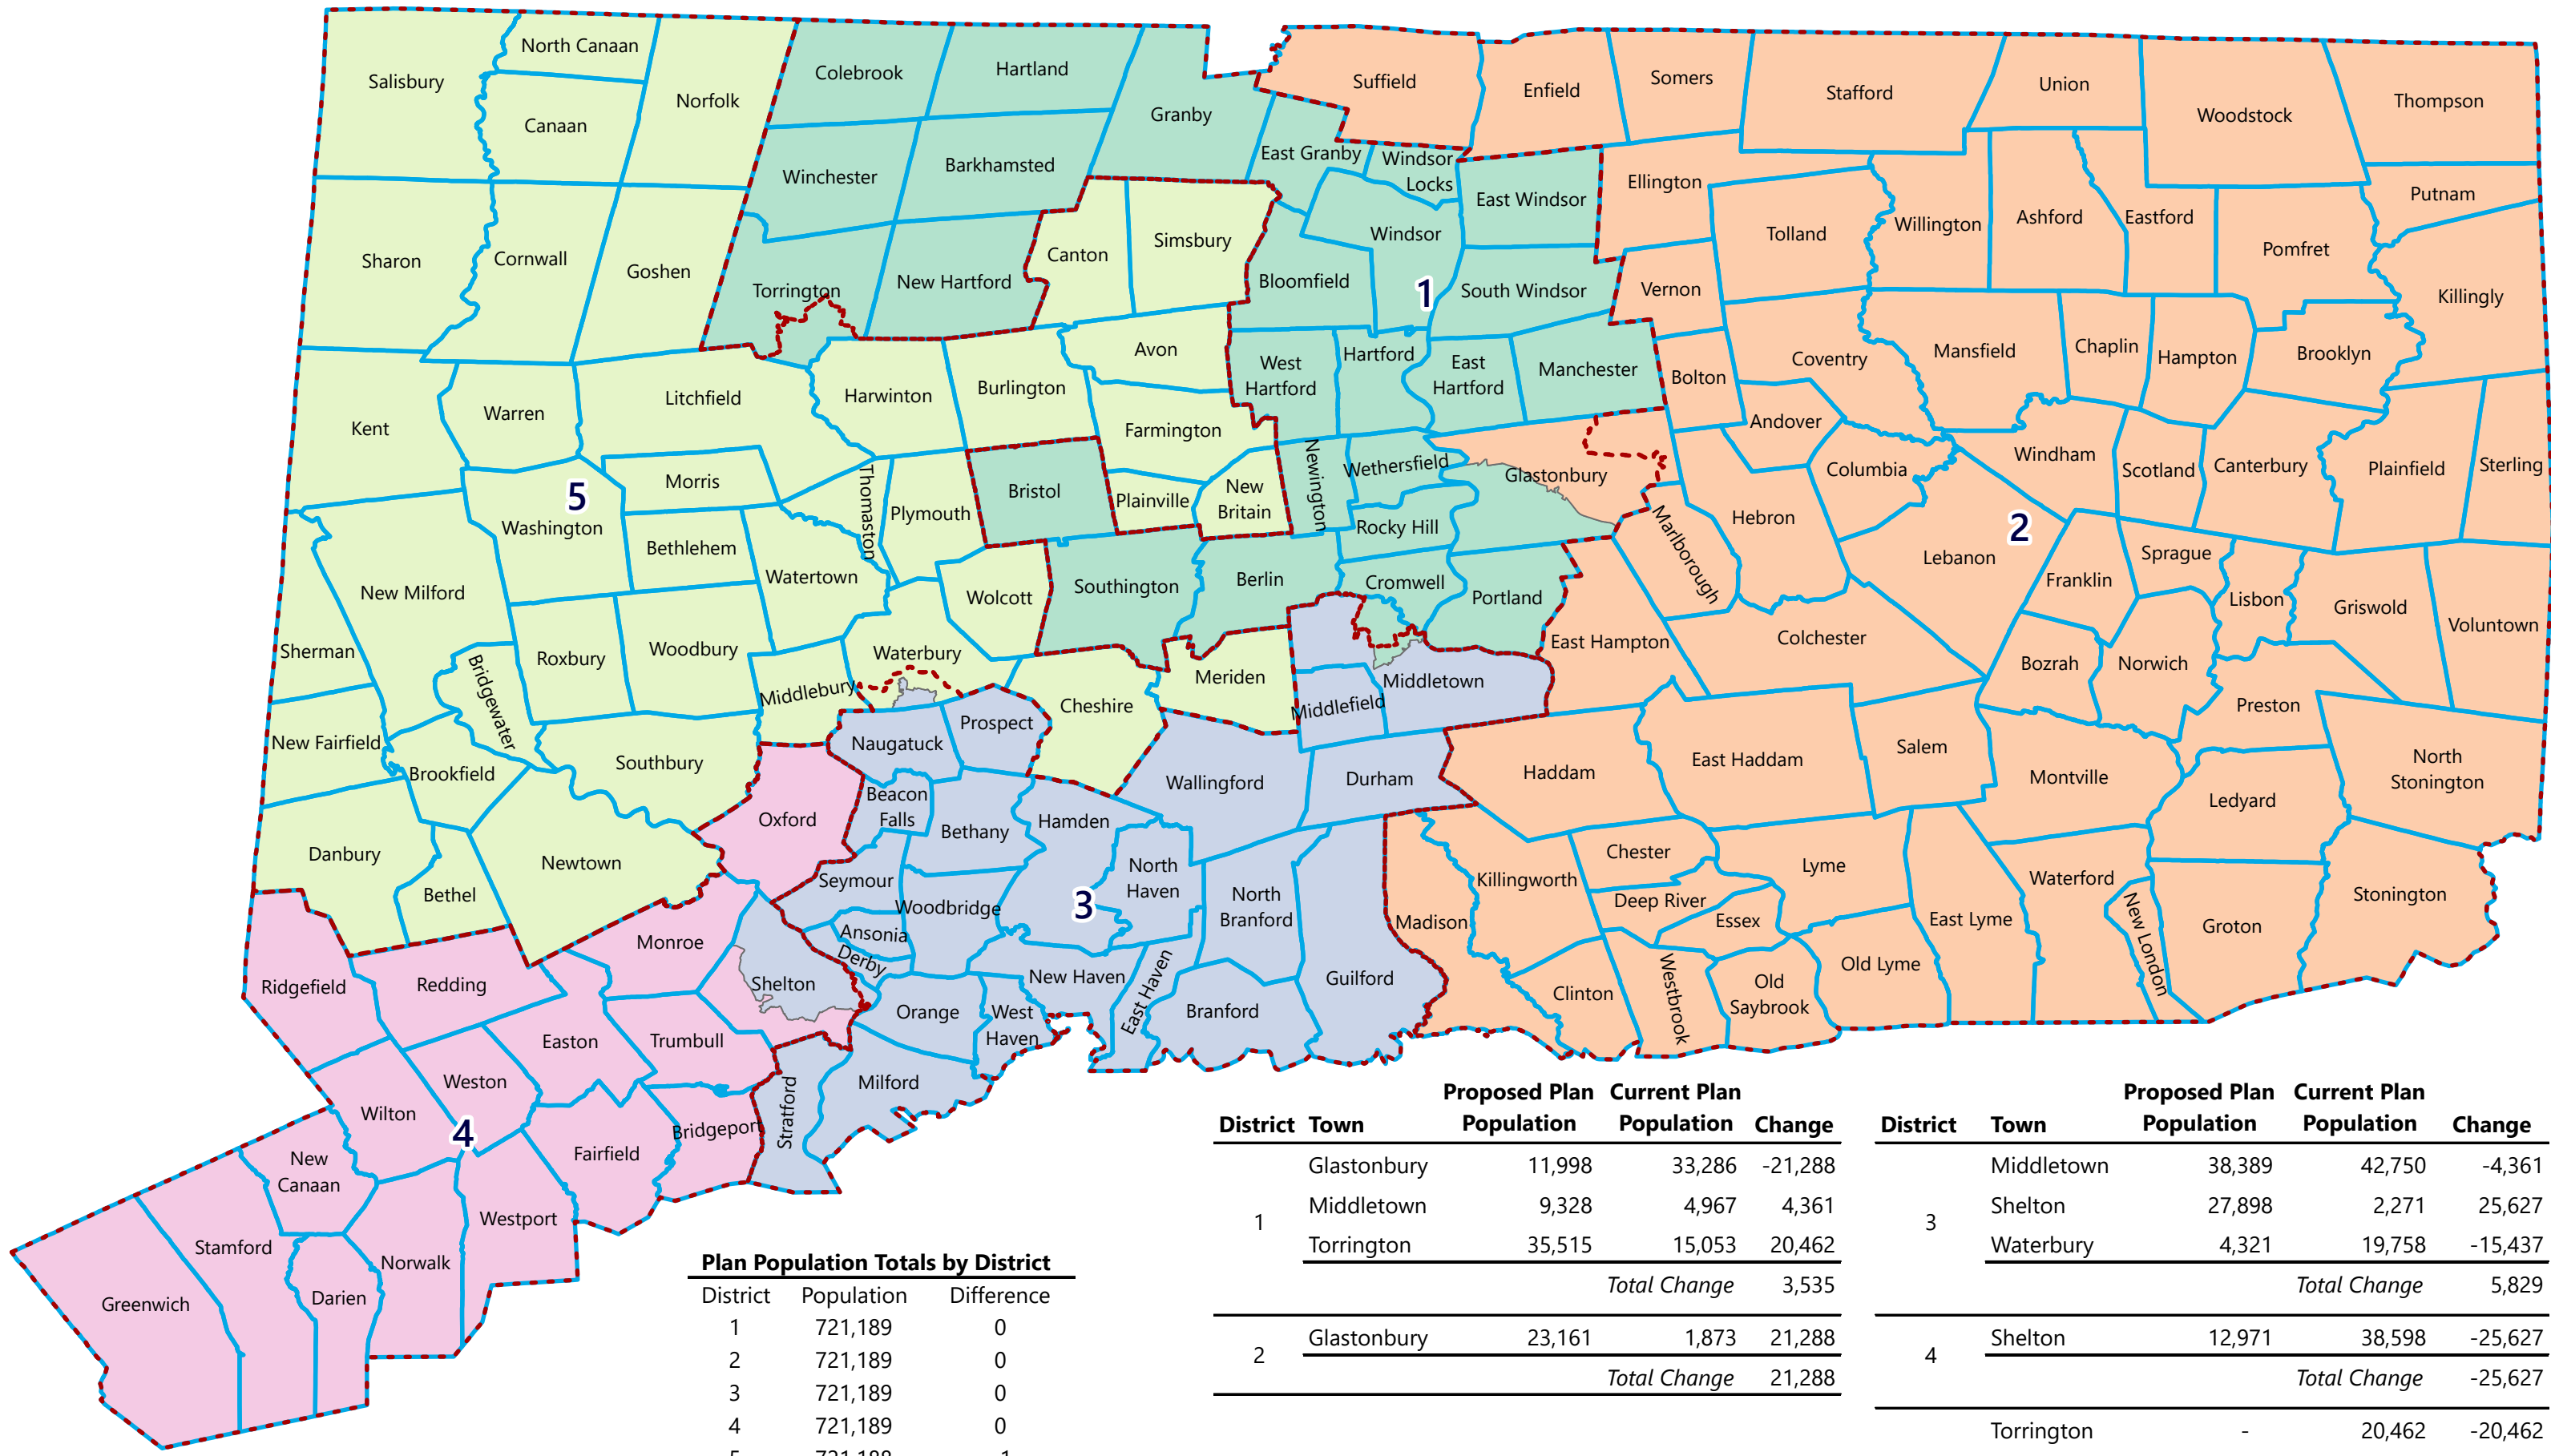 North Canaan
Salisbury
Canaan
Norfolk
Colebrook
Hartland
Granby
Suffield
Enfield
Somers
Stafford
Union
Woodstock
Thompson
Winchester
Barkhamsted
East Granby
Windsor
Locks
East Windsor
Ellington
Tolland
Willington
Ashford
Eastford
Pomfret
Putnam
Killingly
Sharon
Cornwall
Goshen
Torrington
New Hartford
Canton
Simsbury
Bloomfield
Windsor
1
South Windsor
Vernon
Kent
Warren
Litchfield
Harwinton
Burlington
Avon
Farmington
West
Hartford
Hartford
East
Hartford
Manchester
Bolton
Coventry
Andover
Mansfield
Chaplin
Hampton
Brooklyn
5
Washington
Morris
Bethlehem
Watertown
Thomaston
Plymouth
Bristol
Plainville
New
Britain
Newington
Wethersfield
Rocky Hill
Glastonbury
Marlborough
Hebron
Columbia
Lebanon
2
Windham
Scotland
Canterbury
Plainfield
Sterling
New Milford
Sherman
Bridgewater
Roxbury
Woodbury
Middlebury
Waterbury
Wolcott
Southington
Berlin
Cromwell
Portland
East Hampton
Colchester
Franklin
Sprague
Lisbon
Griswold
Voluntown
Bozrah
Norwich
Preston
New Fairfield
Brookfield
Southbury
Naugatuck
Prospect
Cheshire
Meriden
Middlefield
Middletown
Wallingford
Durham
Haddam
East Haddam
Salem
Montville
Ledyard
North
Stonington
Danbury
Bethel
Newtown
Oxford
Beacon
Falls
Bethany
Hamden
North
Haven
Seymour
Woodbridge
Ansonia
Derby
3
North
Branford
Guilford
Madison
Killingworth
Chester
Deep River
Essex
Lyme
East Lyme
Waterford
New London
Groton
Stonington
Ridgefield
Redding
Monroe
Shelton
Orange
West
Haven
New Haven
East Haven
Branford
Clinton
Westbrook
Old
Saybrook
Old Lyme
Wilton
Weston
Easton
Trumbull
Stratford
Milford
4
Fairfield
Bridgeport
New
Canaan
Stamford
Greenwich
Darien
Norwalk
Westport
Plan Population Totals by District
District Population Difference
1 721,189 0
2 721,189 0
3 721,189 0
4 721,189 0
Proposed Plan Current Plan
District Town Population Population Change
1
Glastonbury 11,998 33,286 -21,288
Middletown 9,328 4,967 4,361
Torrington 35,515 15,053 20,462
Total Change 3,535
2
Glastonbury 23,161 1,873 21,288
Total Change 21,288
Proposed Plan Current Plan
District Town Population Population Change
3
Middletown 38,389 42,750 -4,361
Shelton 27,898 2,271 25,627
Waterbury 4,321 19,758 -15,437
Total Change 5,829
4
Shelton 12,971 38,598 -25,627
Total Change -25,627
Torrington - 20,462 -20,462